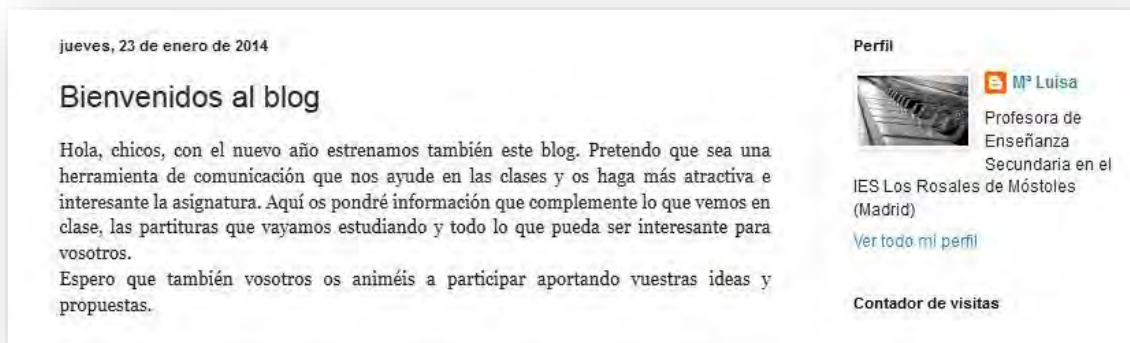 jueves, 23 de enero de 2014
Bienvenidos al blog
Hola, chicos, con el nuevo año estrenamos también este blog. Pretendo que sea una
herramienta de comunicación que nos ayude en las clases y os haga más atractiva e
interesante la asignatura. Aquí os pondré información que complemente lo que vemos en
clase, las partituras que vayamos estudiando y todo lo que pueda ser interesante para
vosotros.
Espero que también vosotros os animéis a participar aportando vuestras ideas y
propuestas.
Perfil
Mª Luisa
Profesora de
Enseñanza
Secundaria en el
IES Los Rosales de Móstoles
(Madrid)
Ver todo mi perfil
Contador de visitas